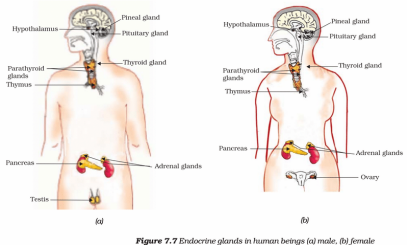 Pineal gland
Hypothalamus
Pituitary gland
Thyroid gland
Parathyroid
glands
Thymus
Pancreas
Adrenal glands
Testis
(a)
Pineal gland
Hypothalamus
Pituitary gland
Thyroid gland
Parathyroid
glands
Thymus
Pancreas
Adrenal glands
Ovary
(b)
Figure 7.7 Endocrine glands in human beings (a) male, (b) female